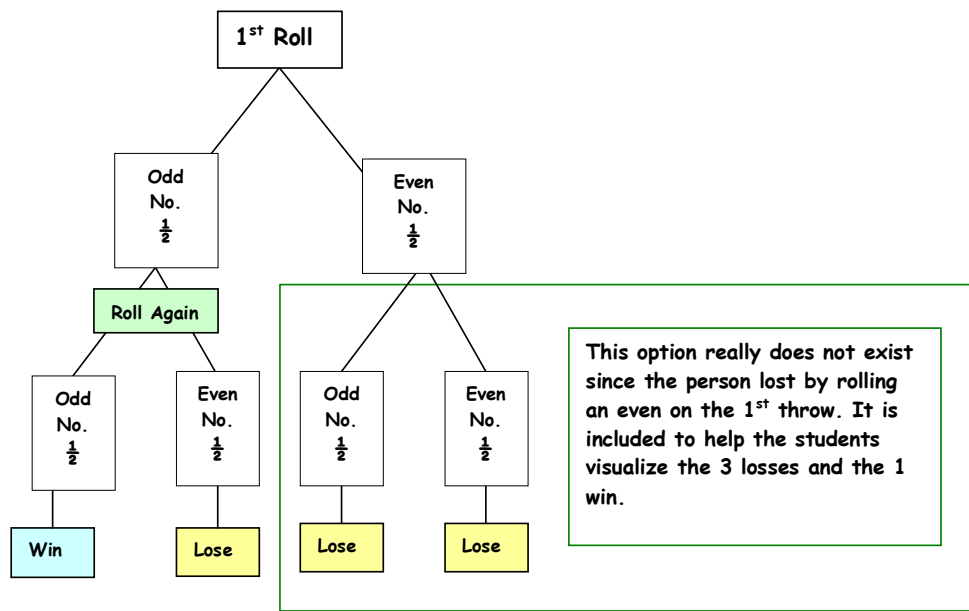 1st Roll
Odd
No.
1/2
Even
No.
1/2
Roll Again
This option really does not exist
since the person lost by rolling
an even on the 1st throw. It is
included to help the students
visualize the 3 losses and the 1
win.
Odd
No.
1/2
Even
No.
1/2
Odd
No.
1/2
Even
No.
1/2
Win
Lose
Lose
Lose